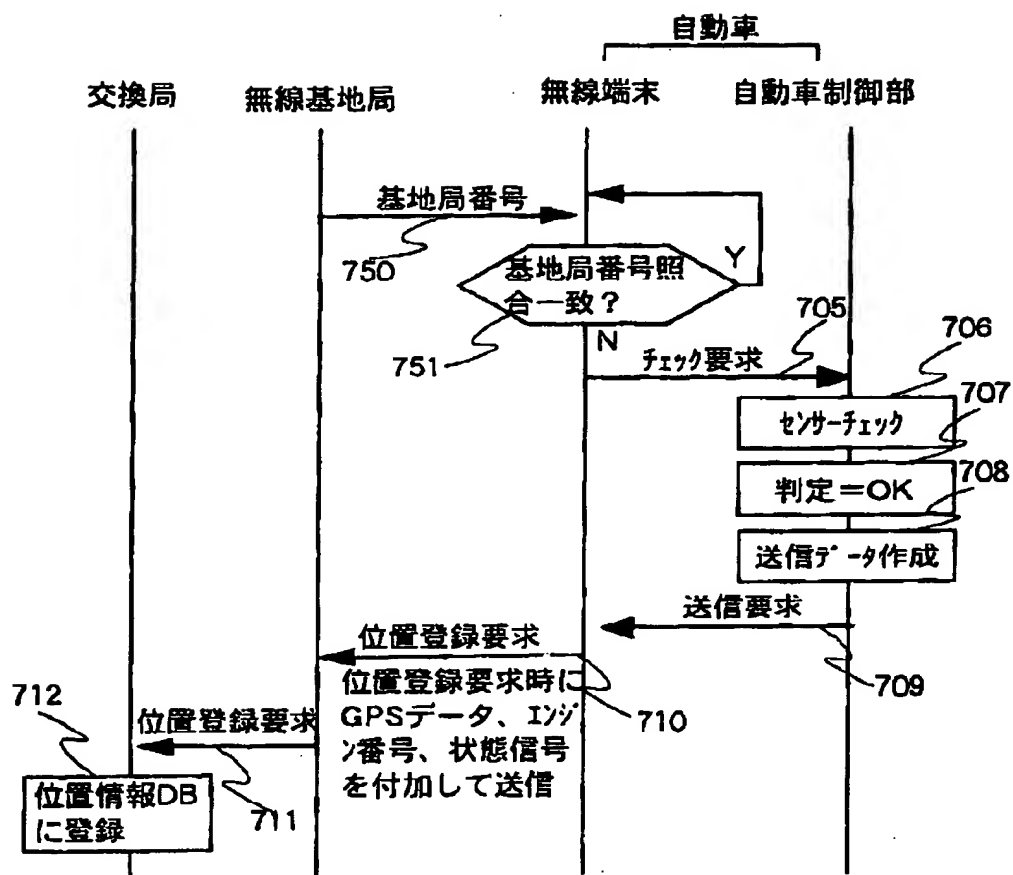 自動車
交換局 無線基地局 無線端末 自動車制御部
基地局番号
750
基地局番号照
合一致？
Y
751
N
705
チェック要求
706
707
センサーチェック
判定＝OK
708
送信データ作成
送信要求
709
位置登録要求
位置登録要求時に
GPSデータ、エンジ
ン番号、状態信号
を付加して送信
710
712
位置登録要求
711
位置情報DB
に登録